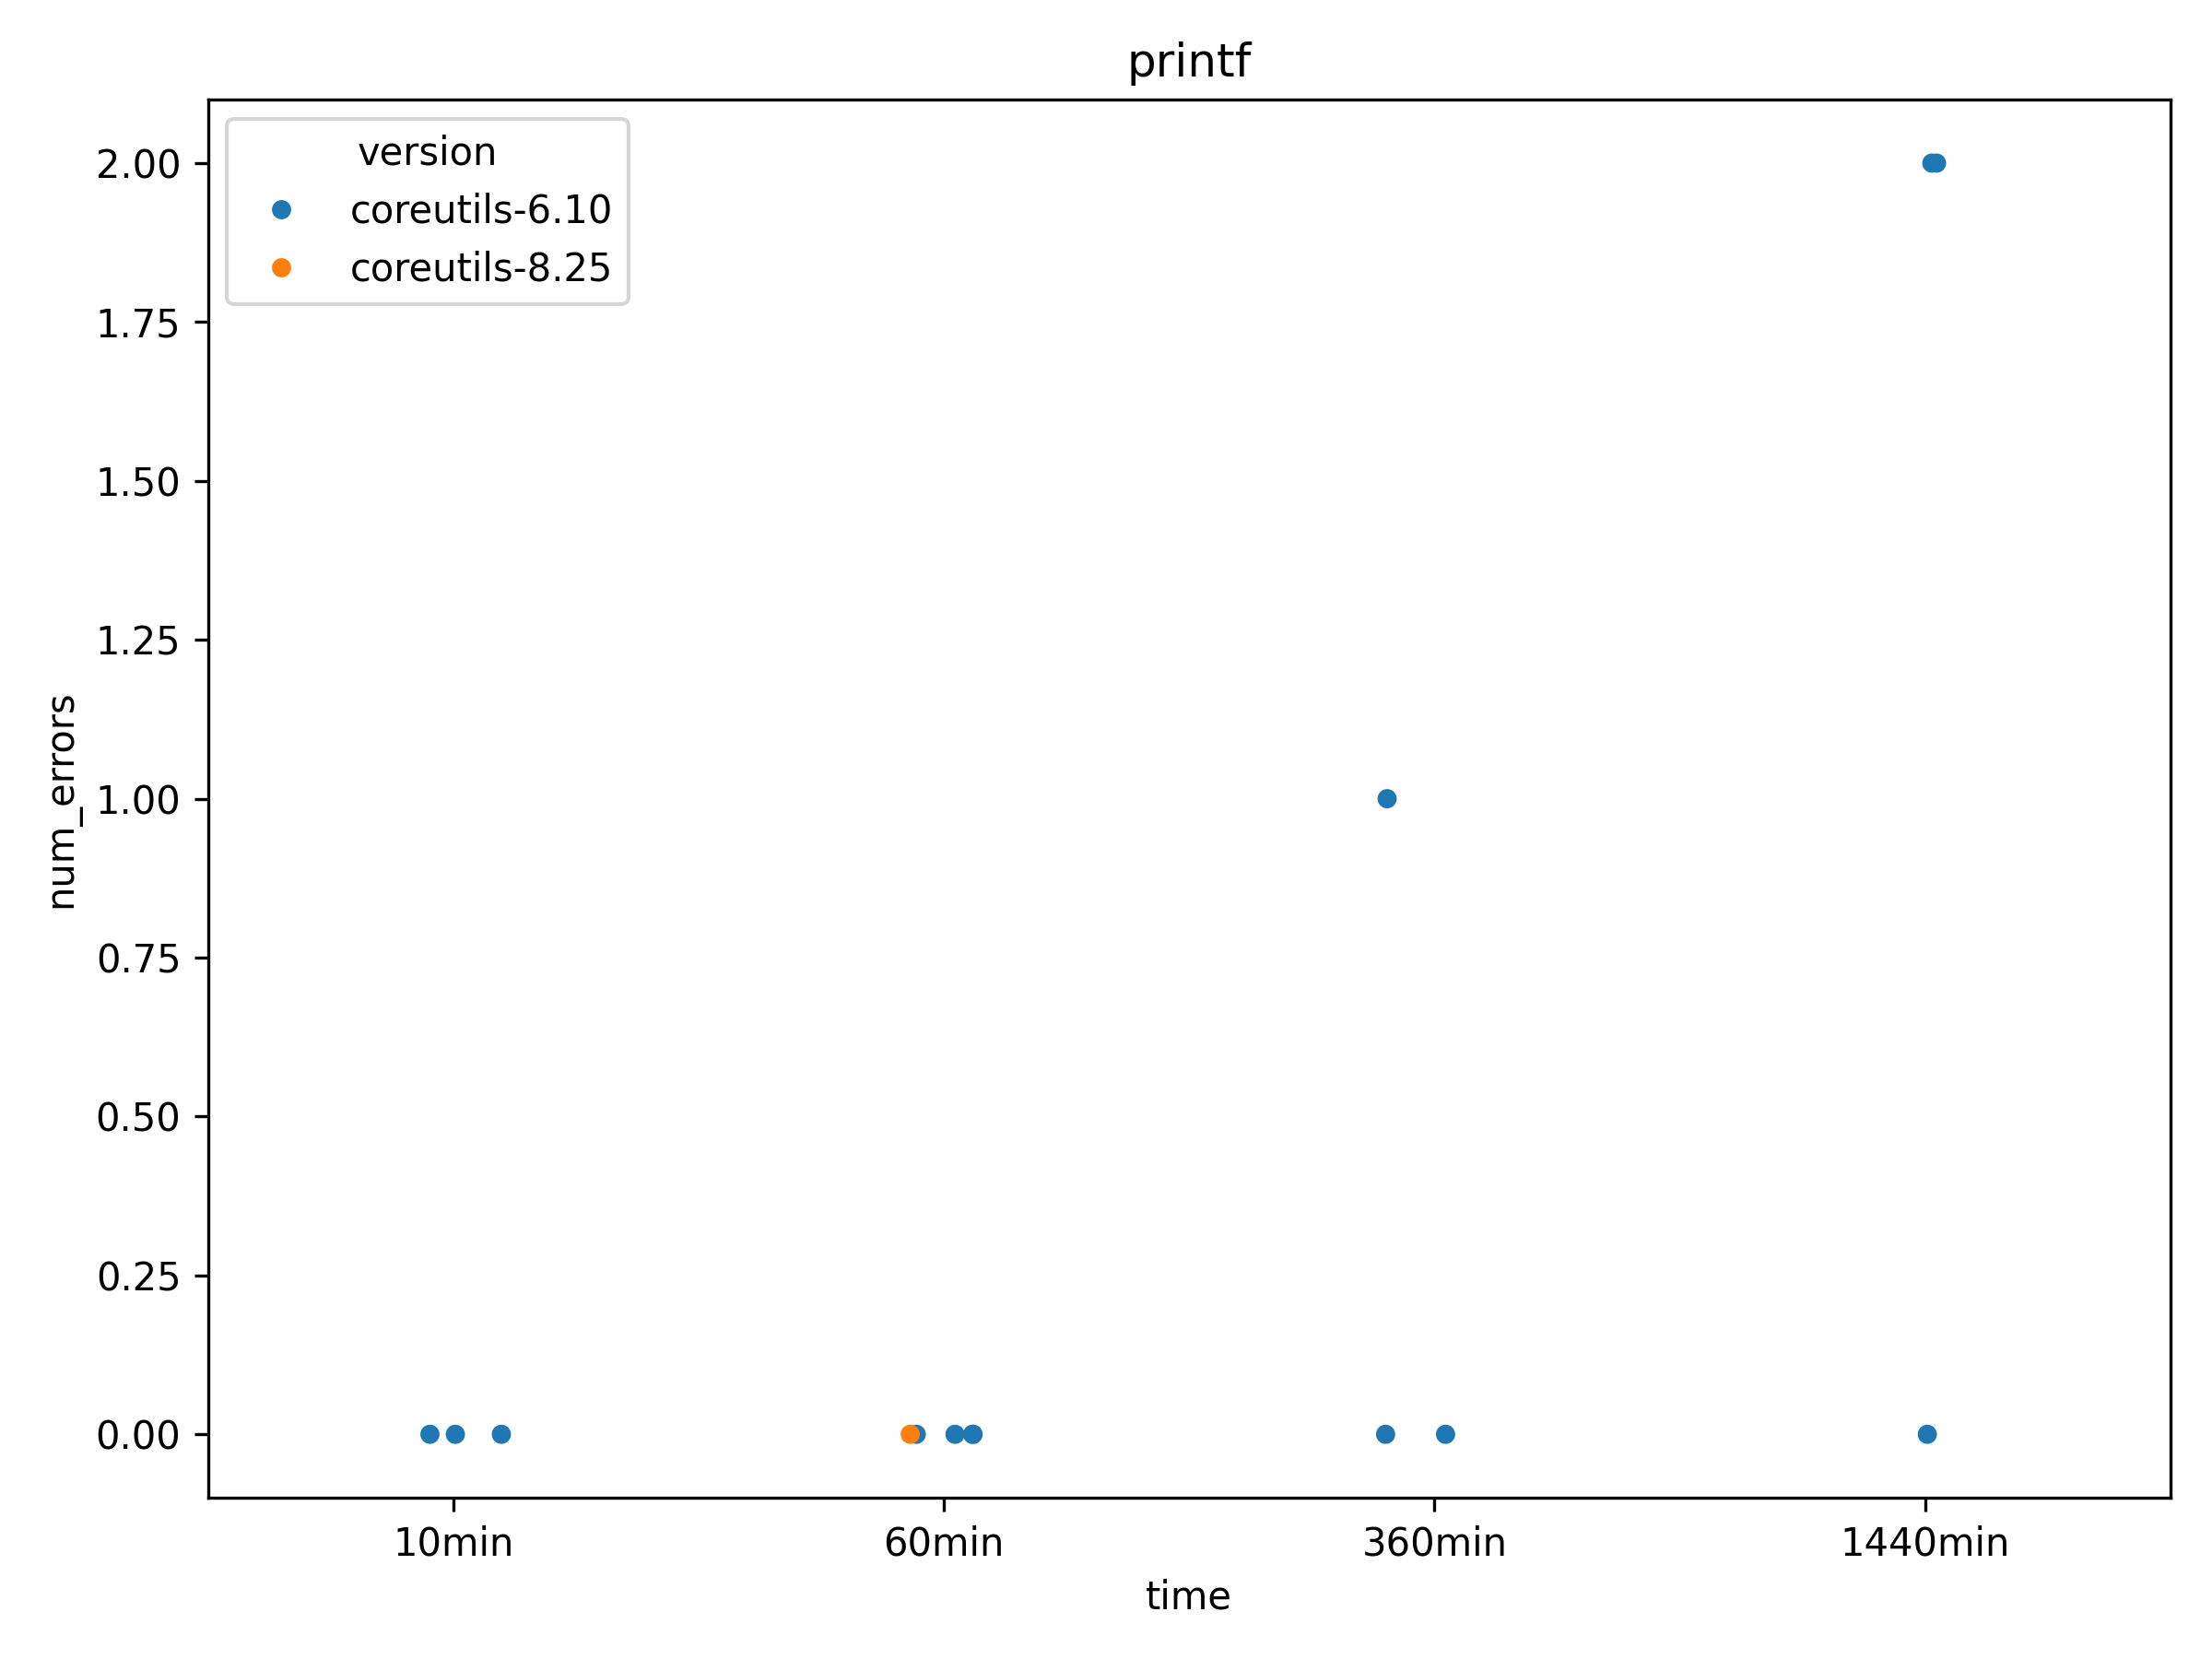 printf
version
coreutils-6.10
coreutils-8.25
2.00
1.75
1.50
1.25
1.00
0.75
0.50
0.25
0.00
num_errors
10min 60min 360min 1440min
time